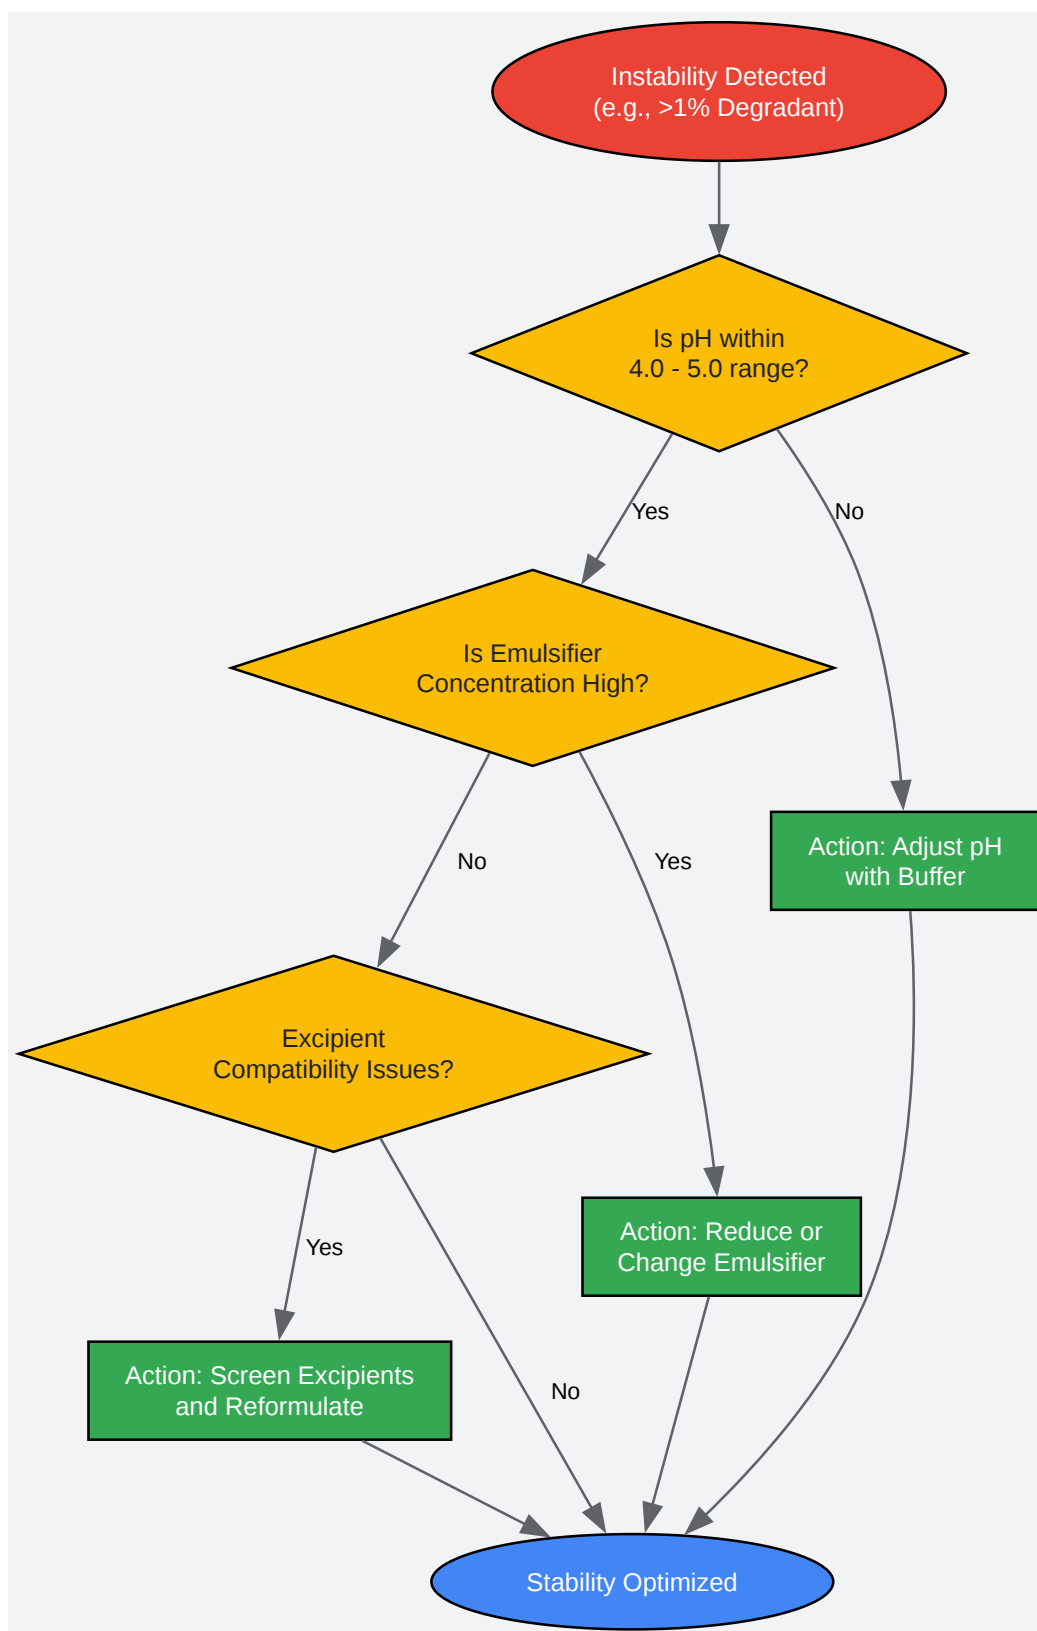 Instability Detected
(e.g., >1% Degradant)
Is pH within
4.0 - 5.0 range?
Yes
No
Is Emulsifier
Concentration High?
No
Yes
Action: Adjust pH
with Buffer
Excipient
Compatibility Issues?
Yes
Action: Reduce or
Change Emulsifier
Action: Screen Excipients
and Reformulate
No
Stability Optimized